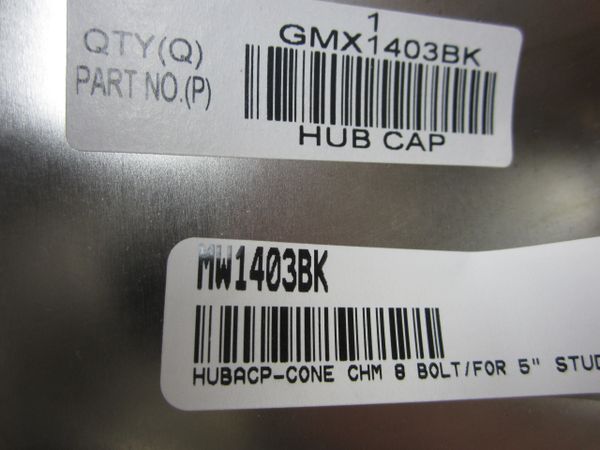 1
QTY(Q) GMX1403BK
PART NO.(P)
HUB CAP
MW1403BK
HUBACP-CONE CHM 8 BOLT/FOR 5" STUD